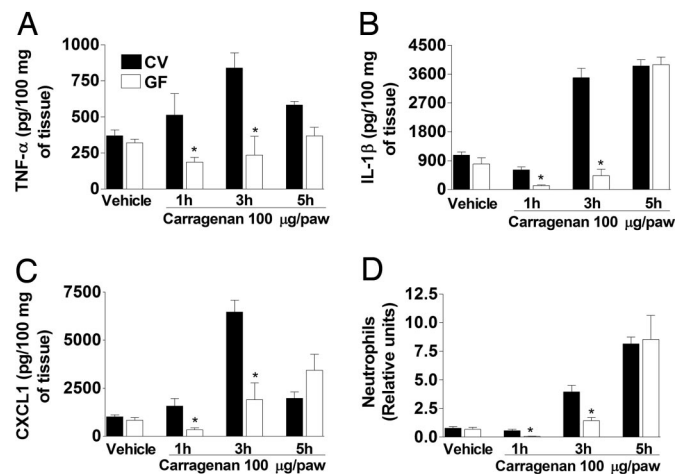 A
TNF-α (pg/100 mg
of tissue)
1000
750
500
250
0
CV
GF
*
*
Vehicle 1h 3h 5h
Carragenan 100 μg/paw
B
IL-1β (pg/100 mg
of tissue)
4500
3600
2700
1800
900
0
*
*
Vehicle 1h 3h 5h
Carragenan 100 μg/paw
C
CXCL1 (pg/100 mg
of tissue)
7500
5000
2500
0
*
*
Vehicle 1h 3h 5h
Carragenan 100 μg/paw
D
Neutrophils
(Relative units)
12.5
10.0
7.5
5.0
2.5
0.0
*
*
Vehicle 1h 3h 5h
Carragenan 100 μg/paw